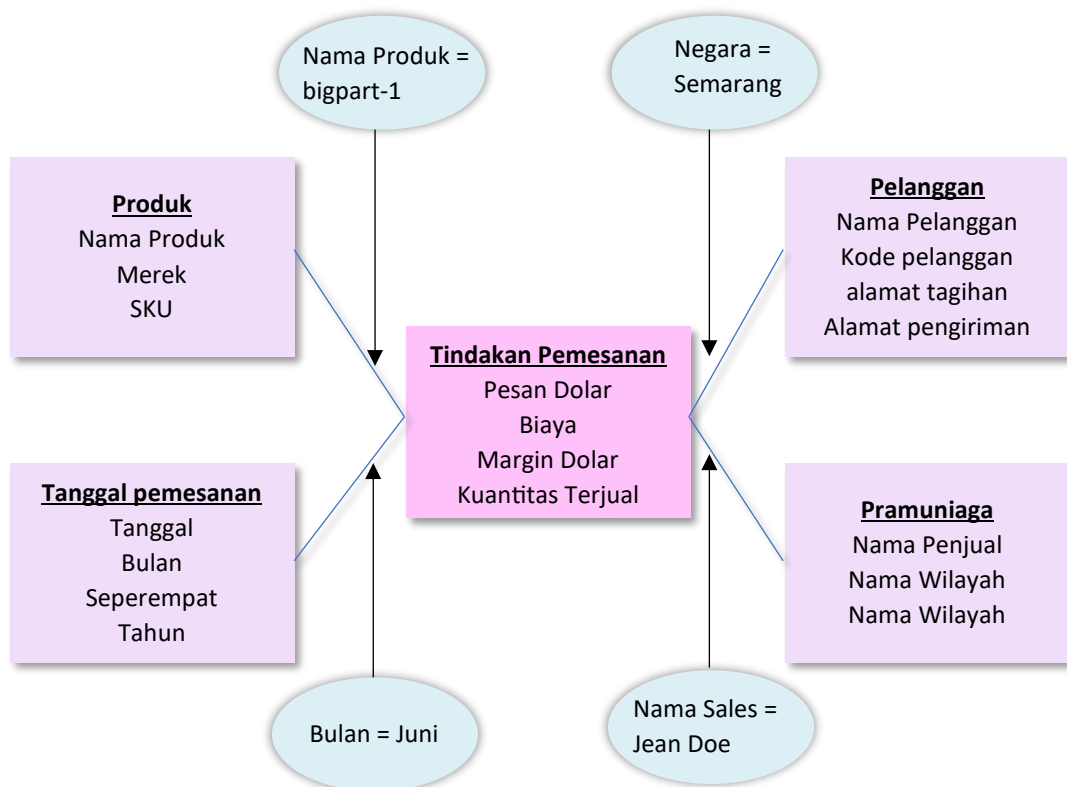 Nama Produk =
bigpart-1
Negara =
Semarang
Produk
Nama Produk
Merek
SKU
Pelanggan
Nama Pelanggan
Kode pelanggan
alamat tagihan
Alamat pengiriman
Tindakan Pemesanan
Pesan Dolar
Biaya
Margin Dolar
Kuantitas Terjual
Tanggal pemesanan
Tanggal
Bulan
Seperempat
Tahun
Pramuniaga
Nama Penjual
Nama Wilayah
Nama Wilayah
Bulan = Juni
Nama Sales =
Jean Doe